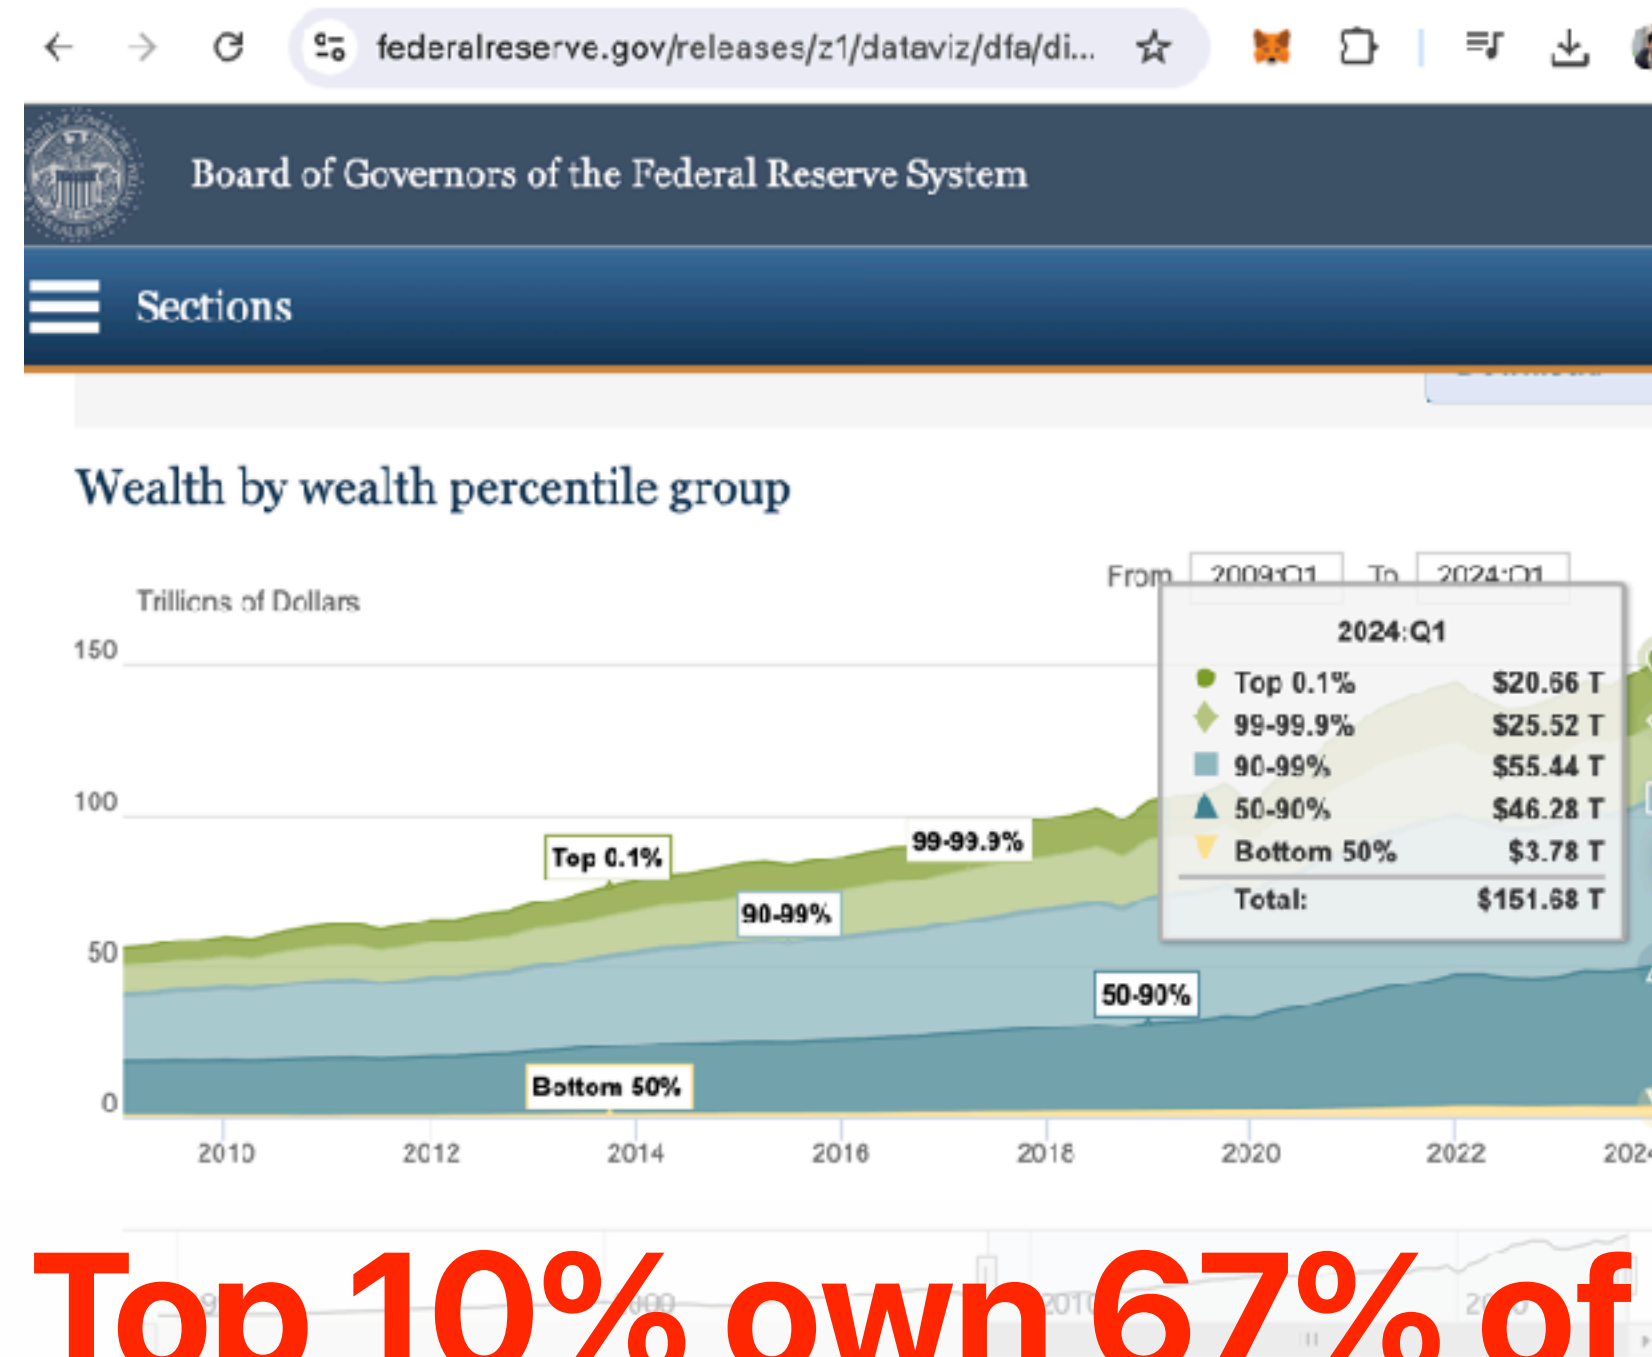 federalreserve.gov/releases/z1/dataviz/dfa/di...
Board of Governors of the Federal Reserve System
Sections
Wealth by wealth percentile group
From 2009:Q1 To 2024:Q1
Trillions of Dollars
2024:Q1
Top 0.1% $20.66 T
99-99.9% $25.52 T
90-99% $55.44 T
50-90% $46.28 T
Bottom 50% $3.78 T
Total: $151.68 T
150
100
50
0
Top 0.1%
99-99.9%
90-99%
50-90%
Bottom 50%
2010 2012 2014 2016 2018 2020 2022 2024
2010
Top 10% own 67% of